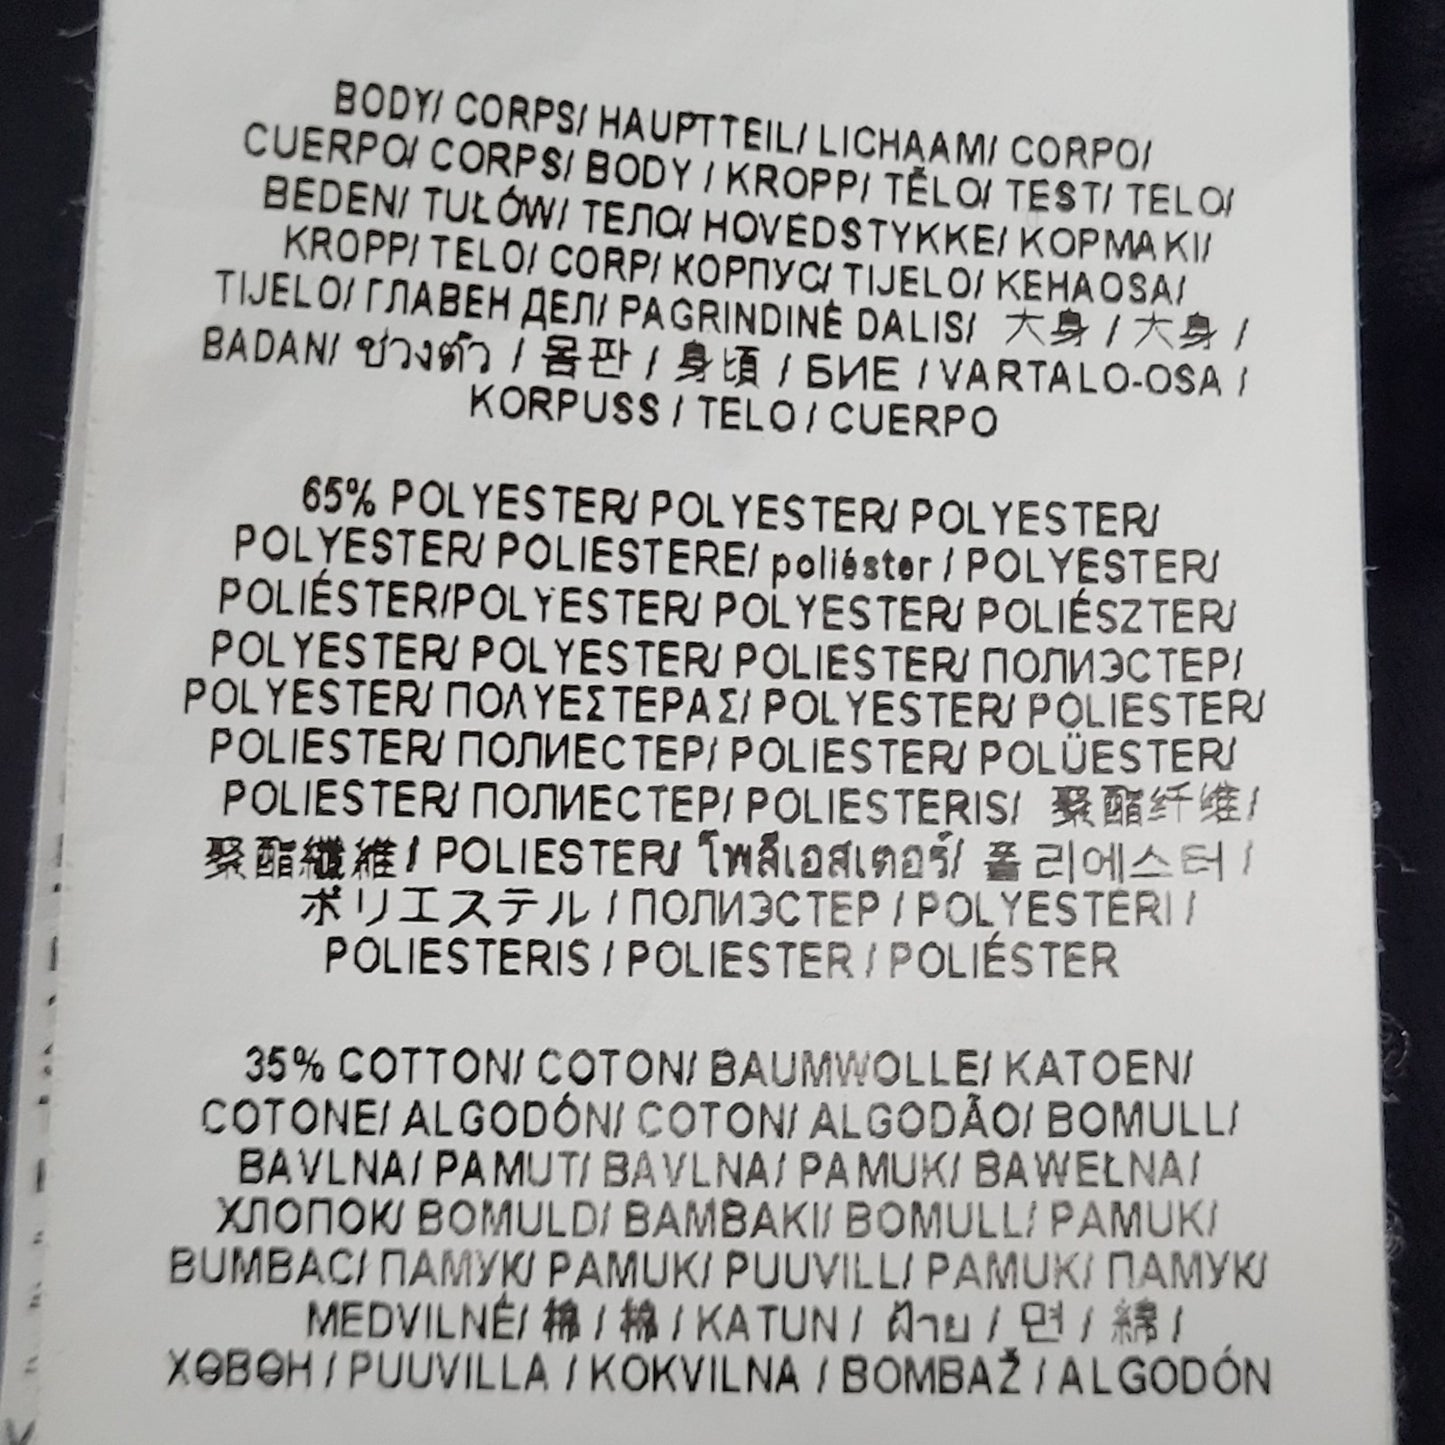 BODY/ CORPS/ HAUPTTEIL/ LICHAAM/ CORPO/
CUERPO/ CORPS/ BODY / KROPP/ TĚLO/ TEST/ TELO/
BEDEN/ TUŁÓW/ ТЕЛО/ HOVEDSTYKKE/ ΚΟΡΜΑΚΙ/
KROPP/ TELO/ CORP/ КОРПУС/ TIJELO/ KEHAOSA/
TIJELO/ ГЛАВЕН ДЕЛ/ PAGRINDINĖ DALIS/ 大身 / 大身 /
BADAN/ ช่วงตัว / 몸판 / 身頃 / БИЕ / VARTALO-OSA /
KORPUSS / TELO / CUERPO
65% POLYESTER/ POLYESTER/ POLYESTER/
POLYESTER/ POLIESTERE/ poliéster / POLYESTER/
POLIÉSTER/POLYESTER/ POLYESTER/ POLIÉSZTER/
POLYESTER/ POLYESTER/ POLIESTER/ ПОЛИЭСТЕР/
POLYESTER/ ΠΟΛΥΕΣΤΕΡΑΣ/ POLYESTER/ POLIESTER/
POLIESTER/ ПОЛИЕСТЕР/ POLIESTER/ POLÜESTER/
POLIESTER/ ПОЛИЕСТЕР/ POLIESTERIS/ 聚酯纤维/
聚酯纖維/ POLIESTER/ โพลีเอสเตอร์/ 폴리에스터 /
ポリエステル / ПОЛИЭСТЕР / POLYESTERI /
POLIESTERIS / POLIESTER / POLIÉSTER
35% COTTON/ COTON/ BAUMWOLLE/ KATOEN/
COTONE/ ALGODÓN/ COTON/ ALGODÃO/ BOMULL/
BAVLNA/ PAMUT/ BAVLNA/ PAMUK/ BAWEŁNA/
ХЛОПОК/ BOMULD/ ΒΑΜΒΑΚΙ/ BOMULL/ PAMUK/
BUMBAC/ ПАМУК/ PAMUK/ PUUVILL/ PAMUK/ ПАМУК/
MEDVILNĖ/ 棉 / 棉 / KATUN / ฝ้าย / 면 / 綿 /
ХӨВӨН / PUUVILLA / KOKVILNA / BOMBAŽ / ALGODÓN